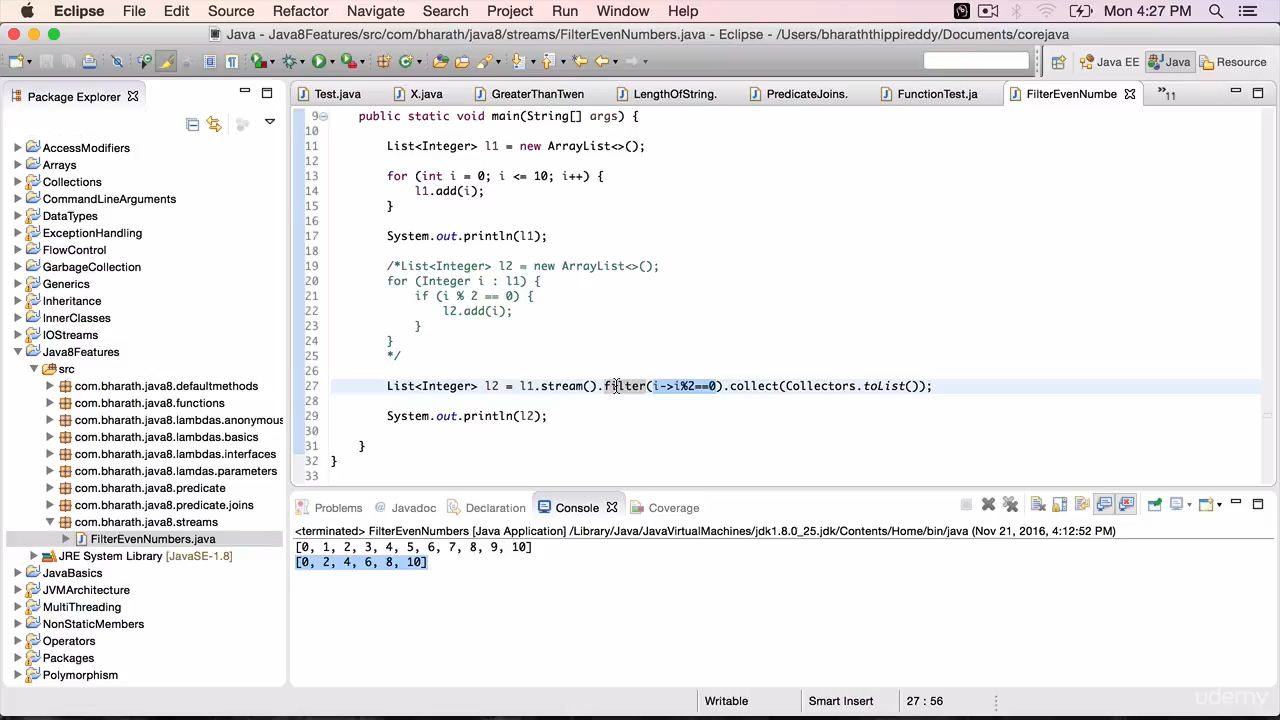 Eclipse File Edit Source Refactor Navigate Search Project Run Window Help Mon 4:27 PM
Java - Java8Features/src/com/bharath/java8/streams/FilterEvenNumbers.java - Eclipse - /Users/bharaththippireddy/Documents/corejava
Java EE Java Resource
Package Explorer
Test.java X.java GreaterThanTwen LengthOfString. PredicateJoins. FunctionTest.ja FilterEvenNumbe »11
AccessModifiers
Arrays
Collections
CommandLineArguments
DataTypes
ExceptionHandling
FlowControl
GarbageCollection
Generics
Inheritance
InnerClasses
IOStreams
Java8Features
src
com.bharath.java8.defaultmethods
com.bharath.java8.functions
com.bharath.java8.lambdas.anonymous
com.bharath.java8.lambdas.basics
com.bharath.java8.lambdas.interfaces
com.bharath.java8.lamdas.parameters
com.bharath.java8.predicate
com.bharath.java8.predicate.joins
com.bharath.java8.streams
FilterEvenNumbers.java
JRE System Library [JavaSE-1.8]
JavaBasics
JVMArchitecture
MultiThreading
NonStaticMembers
Operators
Packages
Polymorphism
9 public static void main(String[] args) {
10
11 List<Integer> l1 = new ArrayList<>();
12
13 for (int i = 0; i <= 10; i++) {
14 l1.add(i);
15 }
16
17 System.out.println(l1);
18
19 /*List<Integer> l2 = new ArrayList<>();
20 for (Integer i : l1) {
21 if (i % 2 == 0) {
22 l2.add(i);
23 }
24 }
25 */
26
27 List<Integer> l2 = l1.stream().filter(i->i%2==0).collect(Collectors.toList());
28
29 System.out.println(l2);
30
31 }
32 }
33
Problems Javadoc Declaration Console Coverage
<terminated> FilterEvenNumbers [Java Application] /Library/Java/JavaVirtualMachines/jdk1.8.0_25.jdk/Contents/Home/bin/java (Nov 21, 2016, 4:12:52 PM)
[0, 1, 2, 3, 4, 5, 6, 7, 8, 9, 10]
[0, 2, 4, 6, 8, 10]
Writable Smart Insert 27 : 56
udemy